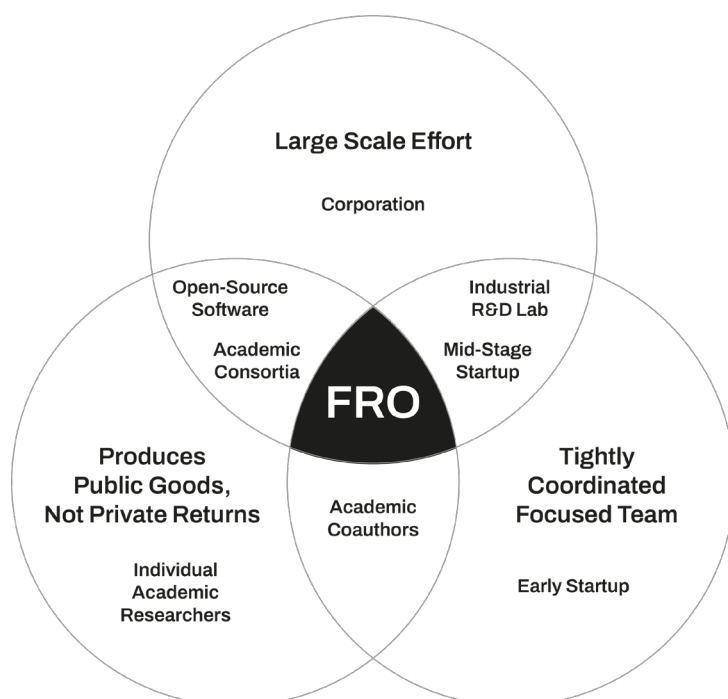 Large Scale Effort
Corporation
Open-Source
Software
Academic
Consortia
Industrial
R&D Lab
Mid-Stage
Startup
FRO
Produces
Public Goods,
Not Private Returns
Individual
Academic
Researchers
Academic
Coauthors
Tightly
Coordinated
Focused Team
Early Startup